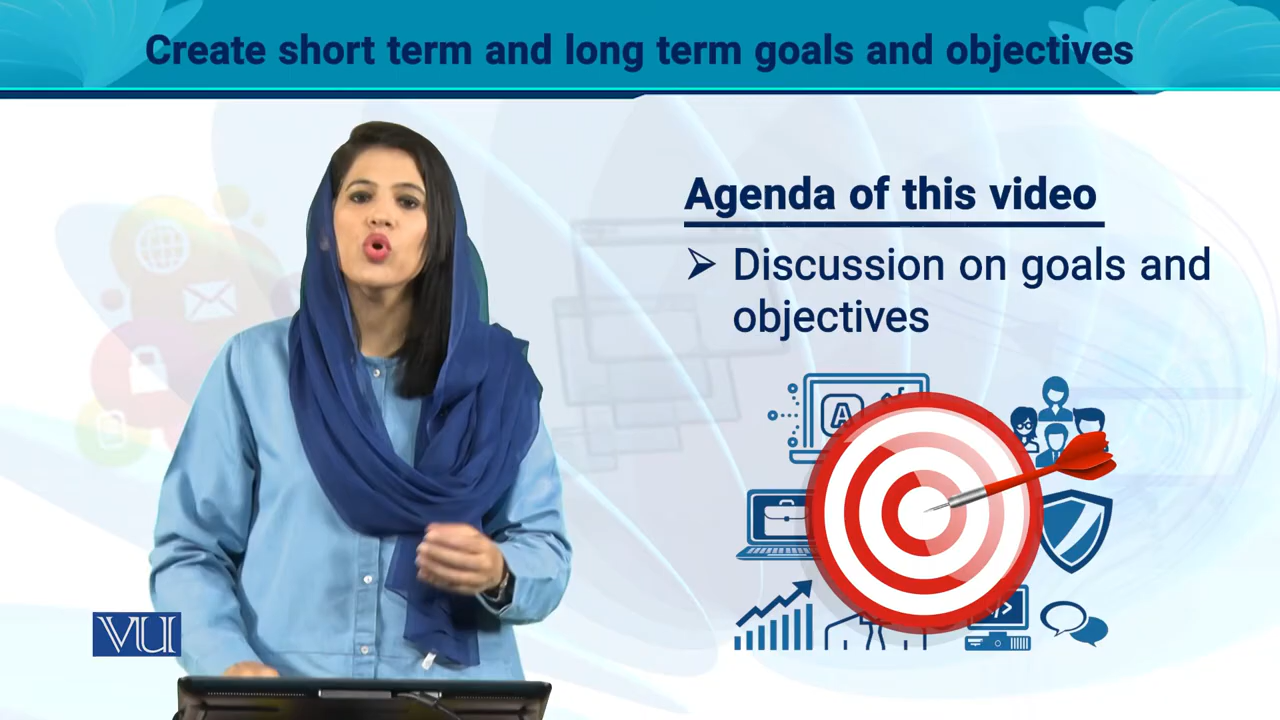 Create short term and long term goals and objectives
Agenda of this video
➢ Discussion on goals and
objectives
A
</>
VU